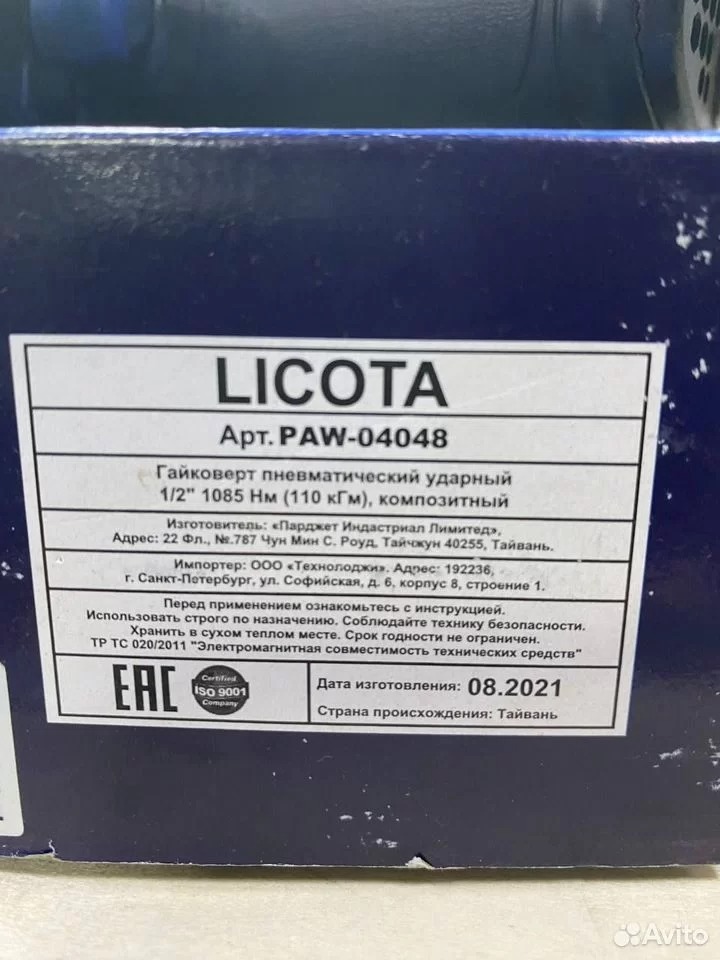 LICOTA
Арт. PAW-04048
Гайковерт пневматический ударный
1/2" 1085 Нм (110 кГм), композитный
Изготовитель: «Парджет Индастриал Лимитед»,
Адрес: 22 Фл., №.787 Чун Мин С. Роуд, Тайчжун 40255, Тайвань.
Импортер: ООО «Технолоджи». Адрес: 192236,
г. Санкт-Петербург, ул. Софийская, д. 6, корпус 8, строение 1.
Перед применением ознакомьтесь с инструкцией.
Использовать строго по назначению. Соблюдайте технику безопасности.
Хранить в сухом теплом месте. Срок годности не ограничен.
ТР ТС 020/2011 "Электромагнитная совместимость технических средств"
EAC
Certified
ISO 9001
Company
Дата изготовления: 08.2021
Страна происхождения: Тайвань
Avito